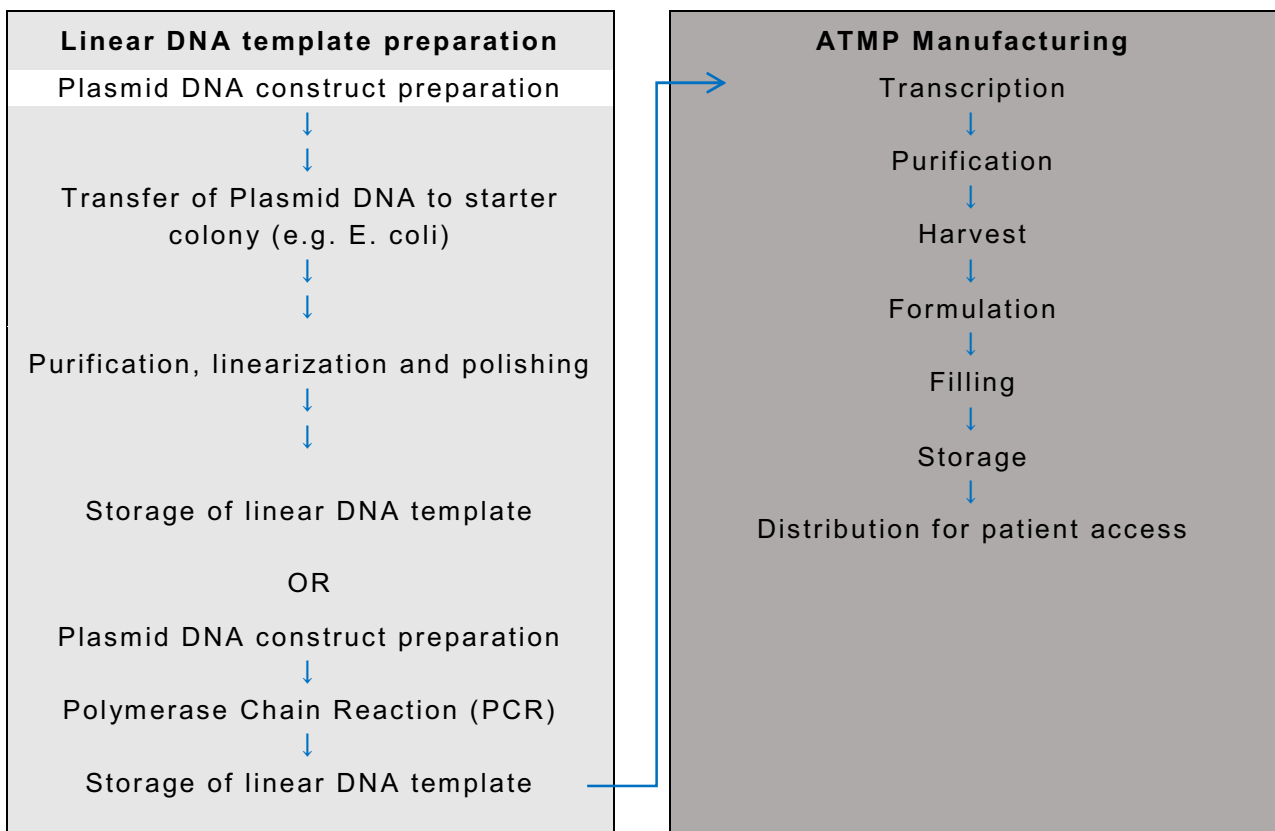 Linear DNA template preparation
Plasmid DNA construct preparation
↓
↓
Transfer of Plasmid DNA to starter
colony (e.g. E. coli)
↓
↓
Purification, linearization and polishing
↓
↓
Storage of linear DNA template
OR
Plasmid DNA construct preparation
↓
Polymerase Chain Reaction (PCR)
↓
Storage of linear DNA template
ATMP Manufacturing
Transcription
↓
Purification
↓
Harvest
↓
Formulation
↓
Filling
↓
Storage
↓
Distribution for patient access